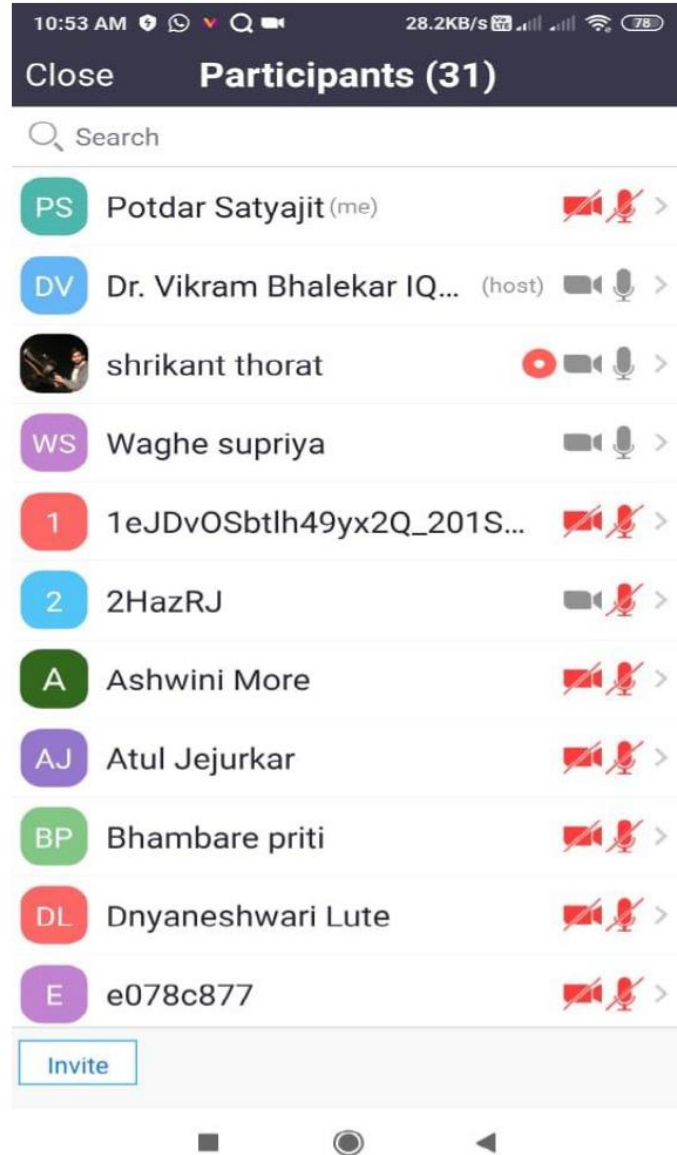 10:53 AM 28.2KB/s Vo LTE 78
Close Participants (31)
Search
PS Potdar Satyajit (me)
DV Dr. Vikram Bhalekar IQ... (host)
shrikant thorat
WS Waghe supriya
1 1eJDvOSbtlh49yx2Q_201S...
2 2HazRJ
A Ashwini More
AJ Atul Jejurkar
BP Bhambare priti
DL Dnyaneshwari Lute
E e078c877
Invite